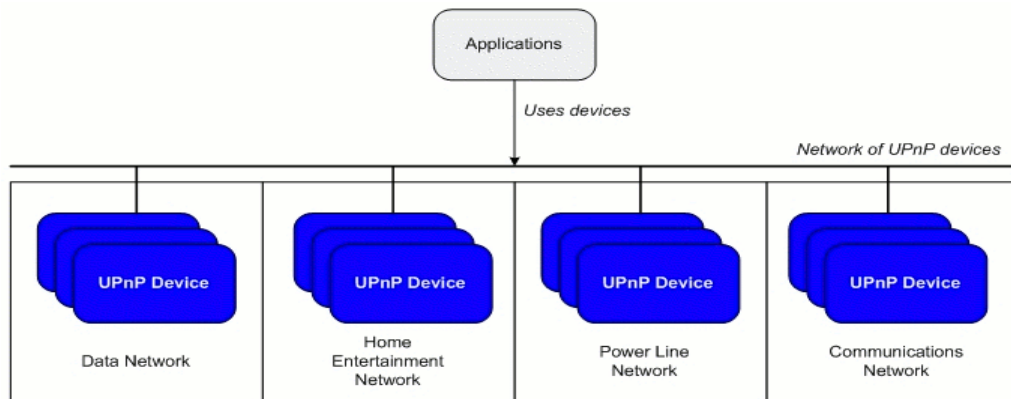 Applications
Uses devices
Network of UPnP devices
UPnP Device
UPnP Device
UPnP Device
UPnP Device
Data Network
Home
Entertainment
Network
Power Line
Network
Communications
Network